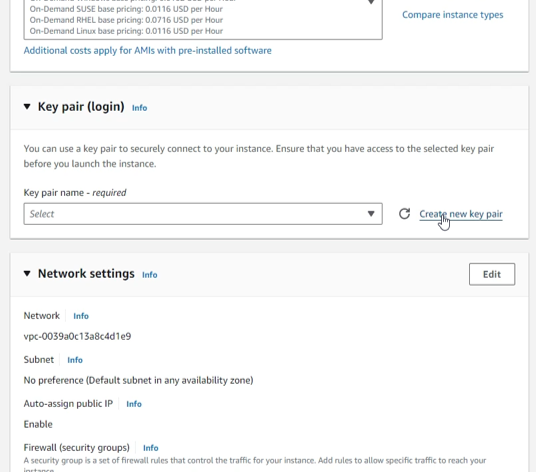 On-Demand SUSE base pricing: 0.0116 USD per Hour
On-Demand RHEL base pricing: 0.0716 USD per Hour
On-Demand Linux base pricing: 0.0116 USD per Hour
Compare instance types
Additional costs apply for AMIs with pre-installed software
Key pair (login) Info
You can use a key pair to securely connect to your instance. Ensure that you have access to the selected key pair
before you launch the instance.
Key pair name - required
Select
Create new key pair
Network settings Info
Edit
Network Info
vpc-0039a0c13a8c4d1e9
Subnet Info
No preference (Default subnet in any availability zone)
Auto-assign public IP Info
Enable
Firewall (security groups) Info
A security group is a set of firewall rules that control the traffic for your instance. Add rules to allow specific traffic to reach your
instance.